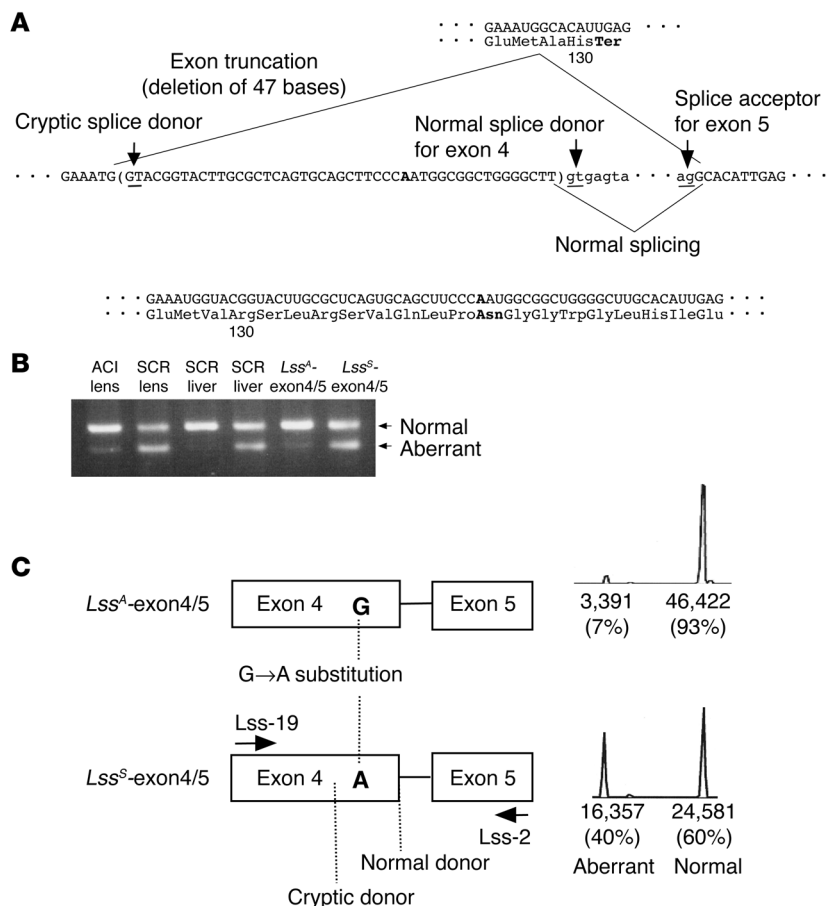 A
· · · GAAAUGGCACAUUGAG · · ·
· · · GluMetAlaHisTer
130
Exon truncation
(deletion of 47 bases)
Cryptic splice donor
Normal splice donor
for exon 4
Splice acceptor
for exon 5
· · · GAAATG(GTACGGTACTTGCGCTCAGTGCAGCTTCCCAATGGCGGCTGGGGCTT)gtgagta · · · agGCACATTGAG · · ·
Normal splicing
· · · GAAAUGGUACGGUACUUGCGCUCAGUGCAGCUUCCCAAUGGCGGCUGGGGCUUGCACAUUGAG · · ·
· · · GluMetValArgSerLeuArgSerValGlnLeuProAsnGlyGlyTrpGlyLeuHisIleGlu · · ·
130
B
ACI lens
SCR lens
SCR liver
SCR liver
LssA-exon4/5
LssS-exon4/5
Normal
Aberrant
C
LssA-exon4/5
Exon 4 G
Exon 5
3,391 46,422
(7%) (93%)
G→A substitution
Lss-19
LssS-exon4/5
Exon 4 A
Exon 5
Lss-2
16,357 24,581
(40%) (60%)
Aberrant Normal
Normal donor
Cryptic donor